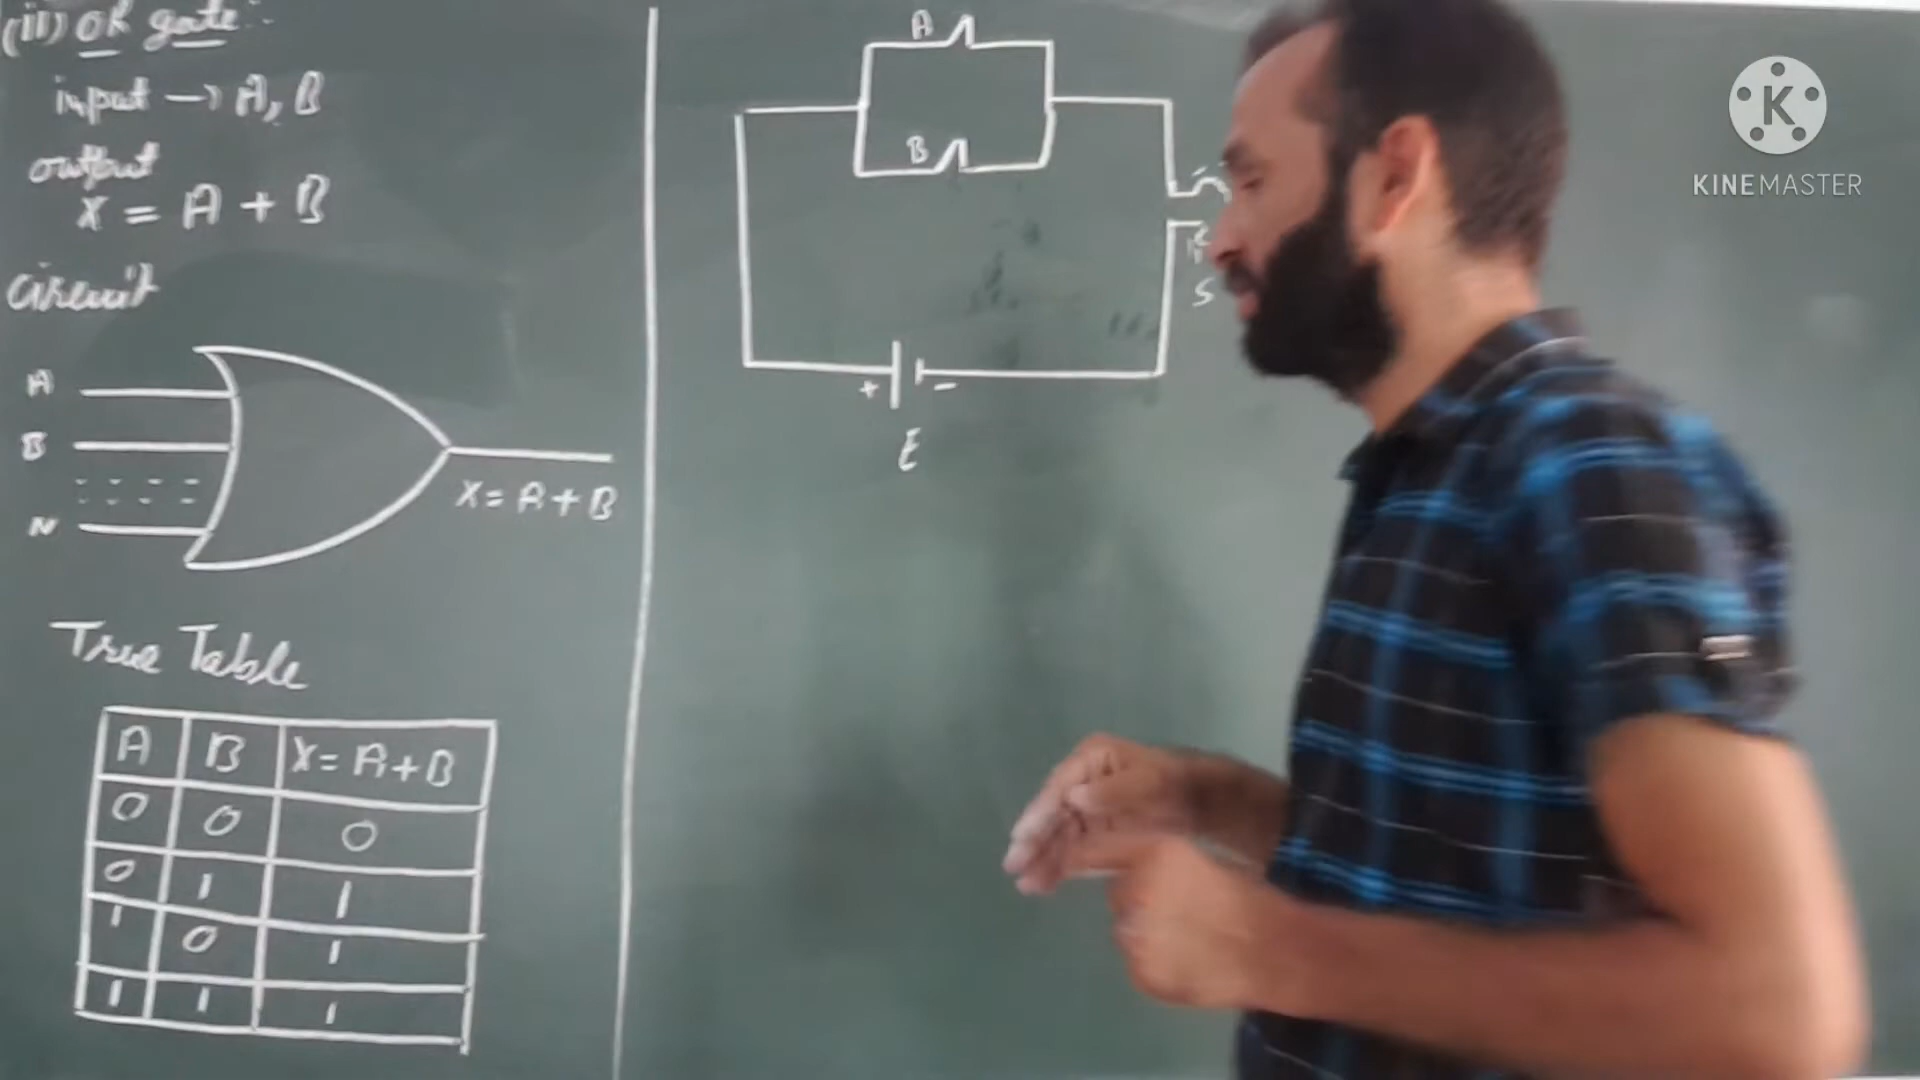 (ii) OR gate:
input → A, B
output
X = A + B
Circuit
A
B
N
X = A + B
True Table
A B X = A + B
0 0 0
0 1 1
1 0 1
1 1 1
A
B
S
+ -
E
KINEMASTER